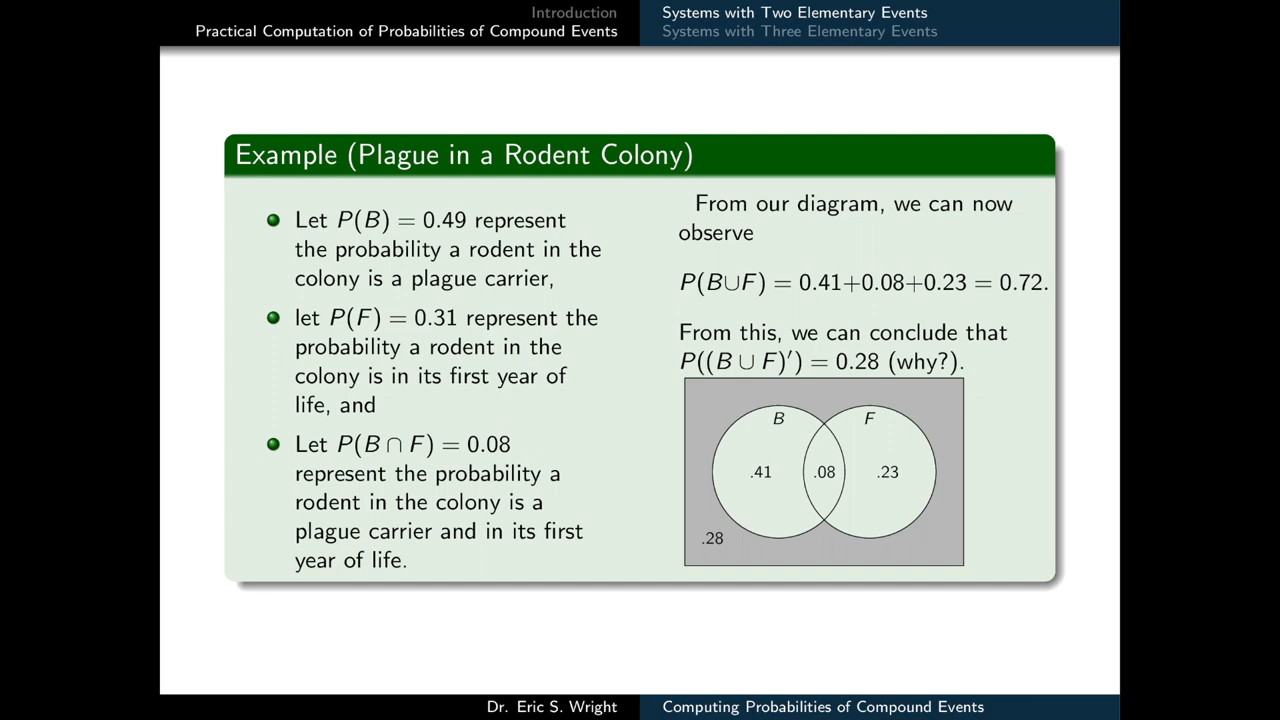 Introduction
Practical Computation of Probabilities of Compound Events
Systems with Two Elementary Events
Systems with Three Elementary Events
Example (Plague in a Rodent Colony)
Let P(B) = 0.49 represent
the probability a rodent in the
colony is a plague carrier,
let P(F) = 0.31 represent the
probability a rodent in the
colony is in its first year of
life, and
Let P(B ∩ F) = 0.08
represent the probability a
rodent in the colony is a
plague carrier and in its first
year of life.
From our diagram, we can now
observe
P(B∪F) = 0.41+0.08+0.23 = 0.72.
From this, we can conclude that
P((B ∪ F)′) = 0.28 (why?).
B
F
.41
.08
.23
.28
Dr. Eric S. Wright
Computing Probabilities of Compound Events